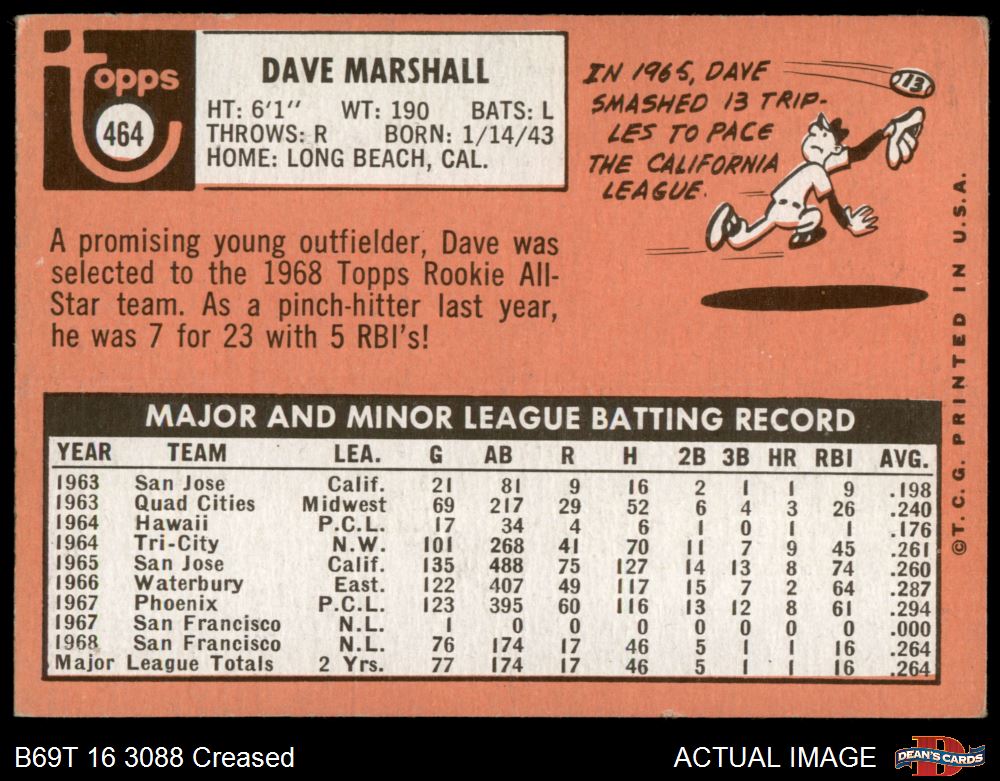 Topps
464
DAVE MARSHALL
HT: 6'1" WT: 190 BATS: L
THROWS: R BORN: 1/14/43
HOME: LONG BEACH, CAL.
IN 1965, DAVE
SMASHED 13 TRIP-
LES TO PACE
THE CALIFORNIA
LEAGUE.
13
A promising young outfielder, Dave was
selected to the 1968 Topps Rookie All-
Star team. As a pinch-hitter last year,
he was 7 for 23 with 5 RBI's!
MAJOR AND MINOR LEAGUE BATTING RECORD
YEAR TEAM LEA. G AB R H 2B 3B HR RBI AVG.
1963 San Jose Calif. 21 81 9 16 2 1 1 9 .198
1963 Quad Cities Midwest 69 217 29 52 6 4 3 26 .240
1964 Hawaii P.C.L. 17 34 4 6 1 0 1 1 .176
1964 Tri-City N.W. 101 268 41 70 11 7 9 45 .261
1965 San Jose Calif. 135 488 75 127 14 13 8 74 .260
1966 Waterbury East. 122 407 49 117 15 7 2 64 .287
1967 Phoenix P.C.L. 123 395 60 116 13 12 8 61 .294
1967 San Francisco N.L. 1 0 0 0 0 0 0 0 .000
1968 San Francisco N.L. 76 174 17 46 5 1 1 16 .264
Major League Totals 2 Yrs. 77 174 17 46 5 1 1 16 .264
©T.C.G. PRINTED IN U.S.A.
B69T 16 3088 Creased
ACTUAL IMAGE
D
DEAN'S CARDS